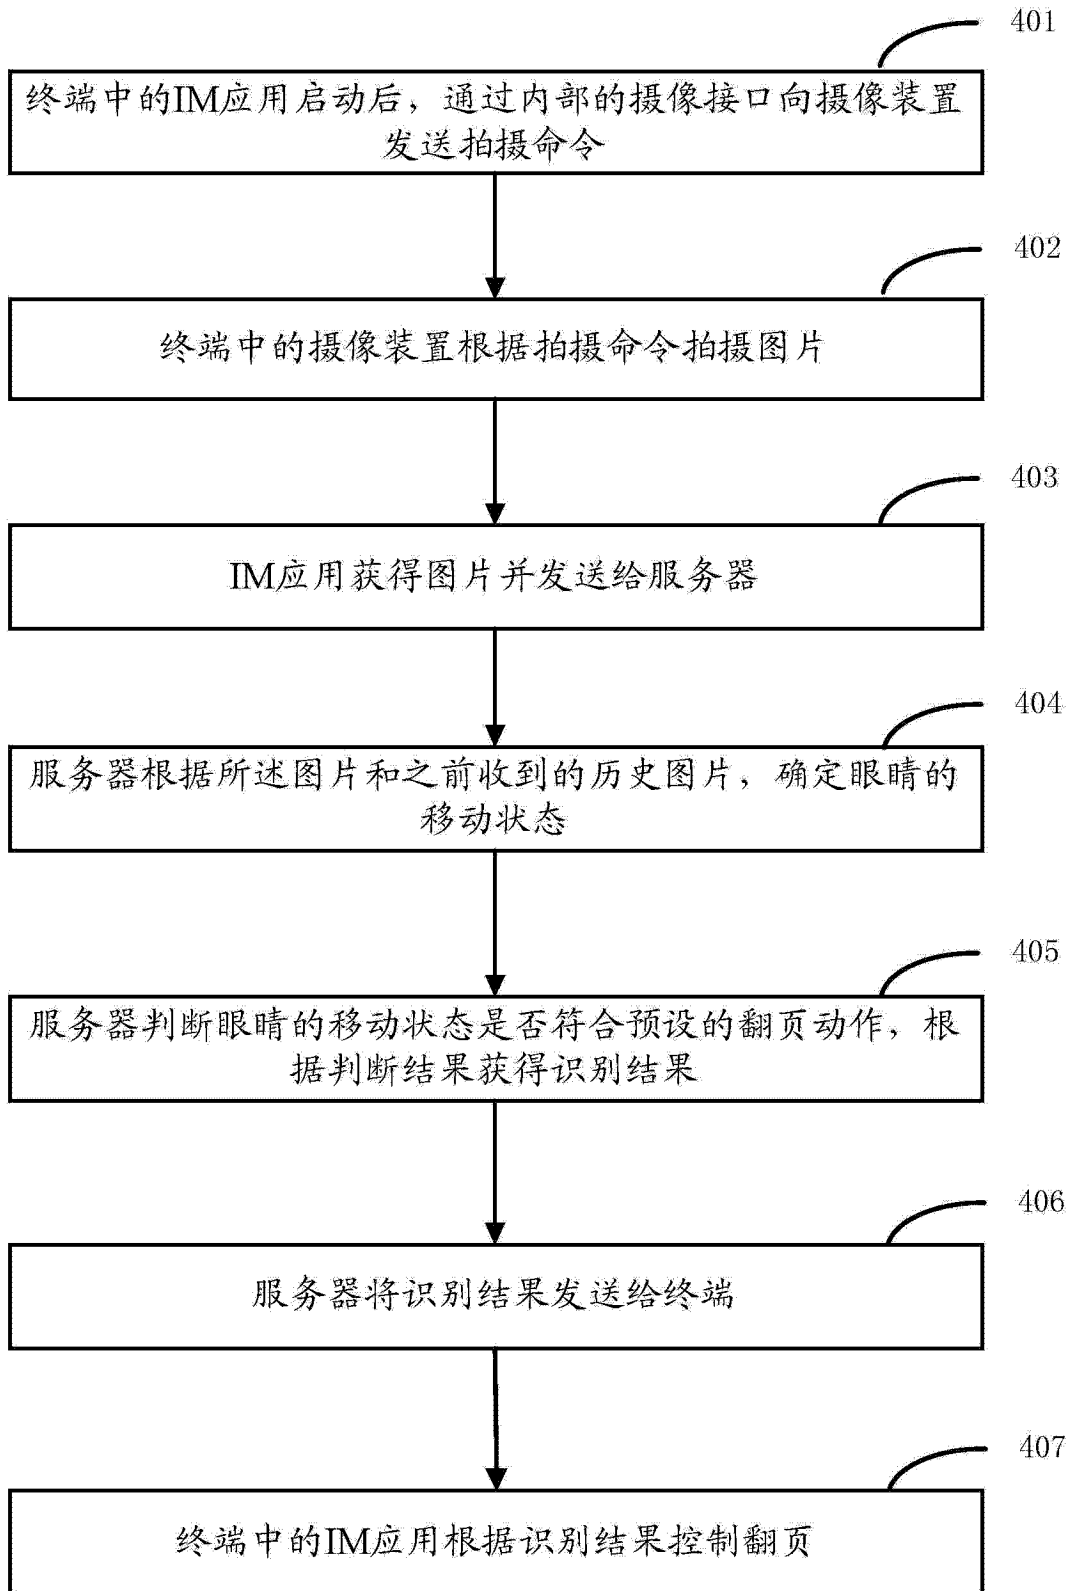 401
终端中的IM应用启动后，通过内部的摄像接口向摄像装置
发送拍摄命令
402
终端中的摄像装置根据拍摄命令拍摄图片
403
IM应用获得图片并发送给服务器
404
服务器根据所述图片和之前收到的历史图片，确定眼睛的
移动状态
405
服务器判断眼睛的移动状态是否符合预设的翻页动作，根
据判断结果获得识别结果
406
服务器将识别结果发送给终端
407
终端中的IM应用根据识别结果控制翻页